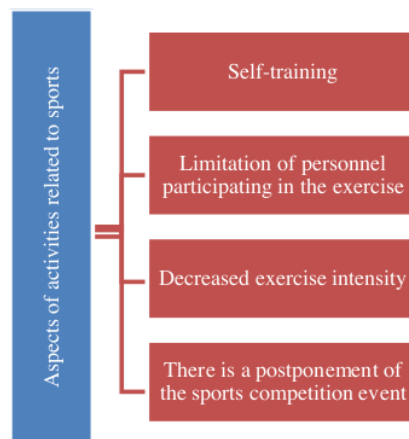 Aspects of activities related to sports
Self-training
Limitation of personnel
participating in the exercise
Decreased exercise intensity
There is a postponement of
the sports competition event